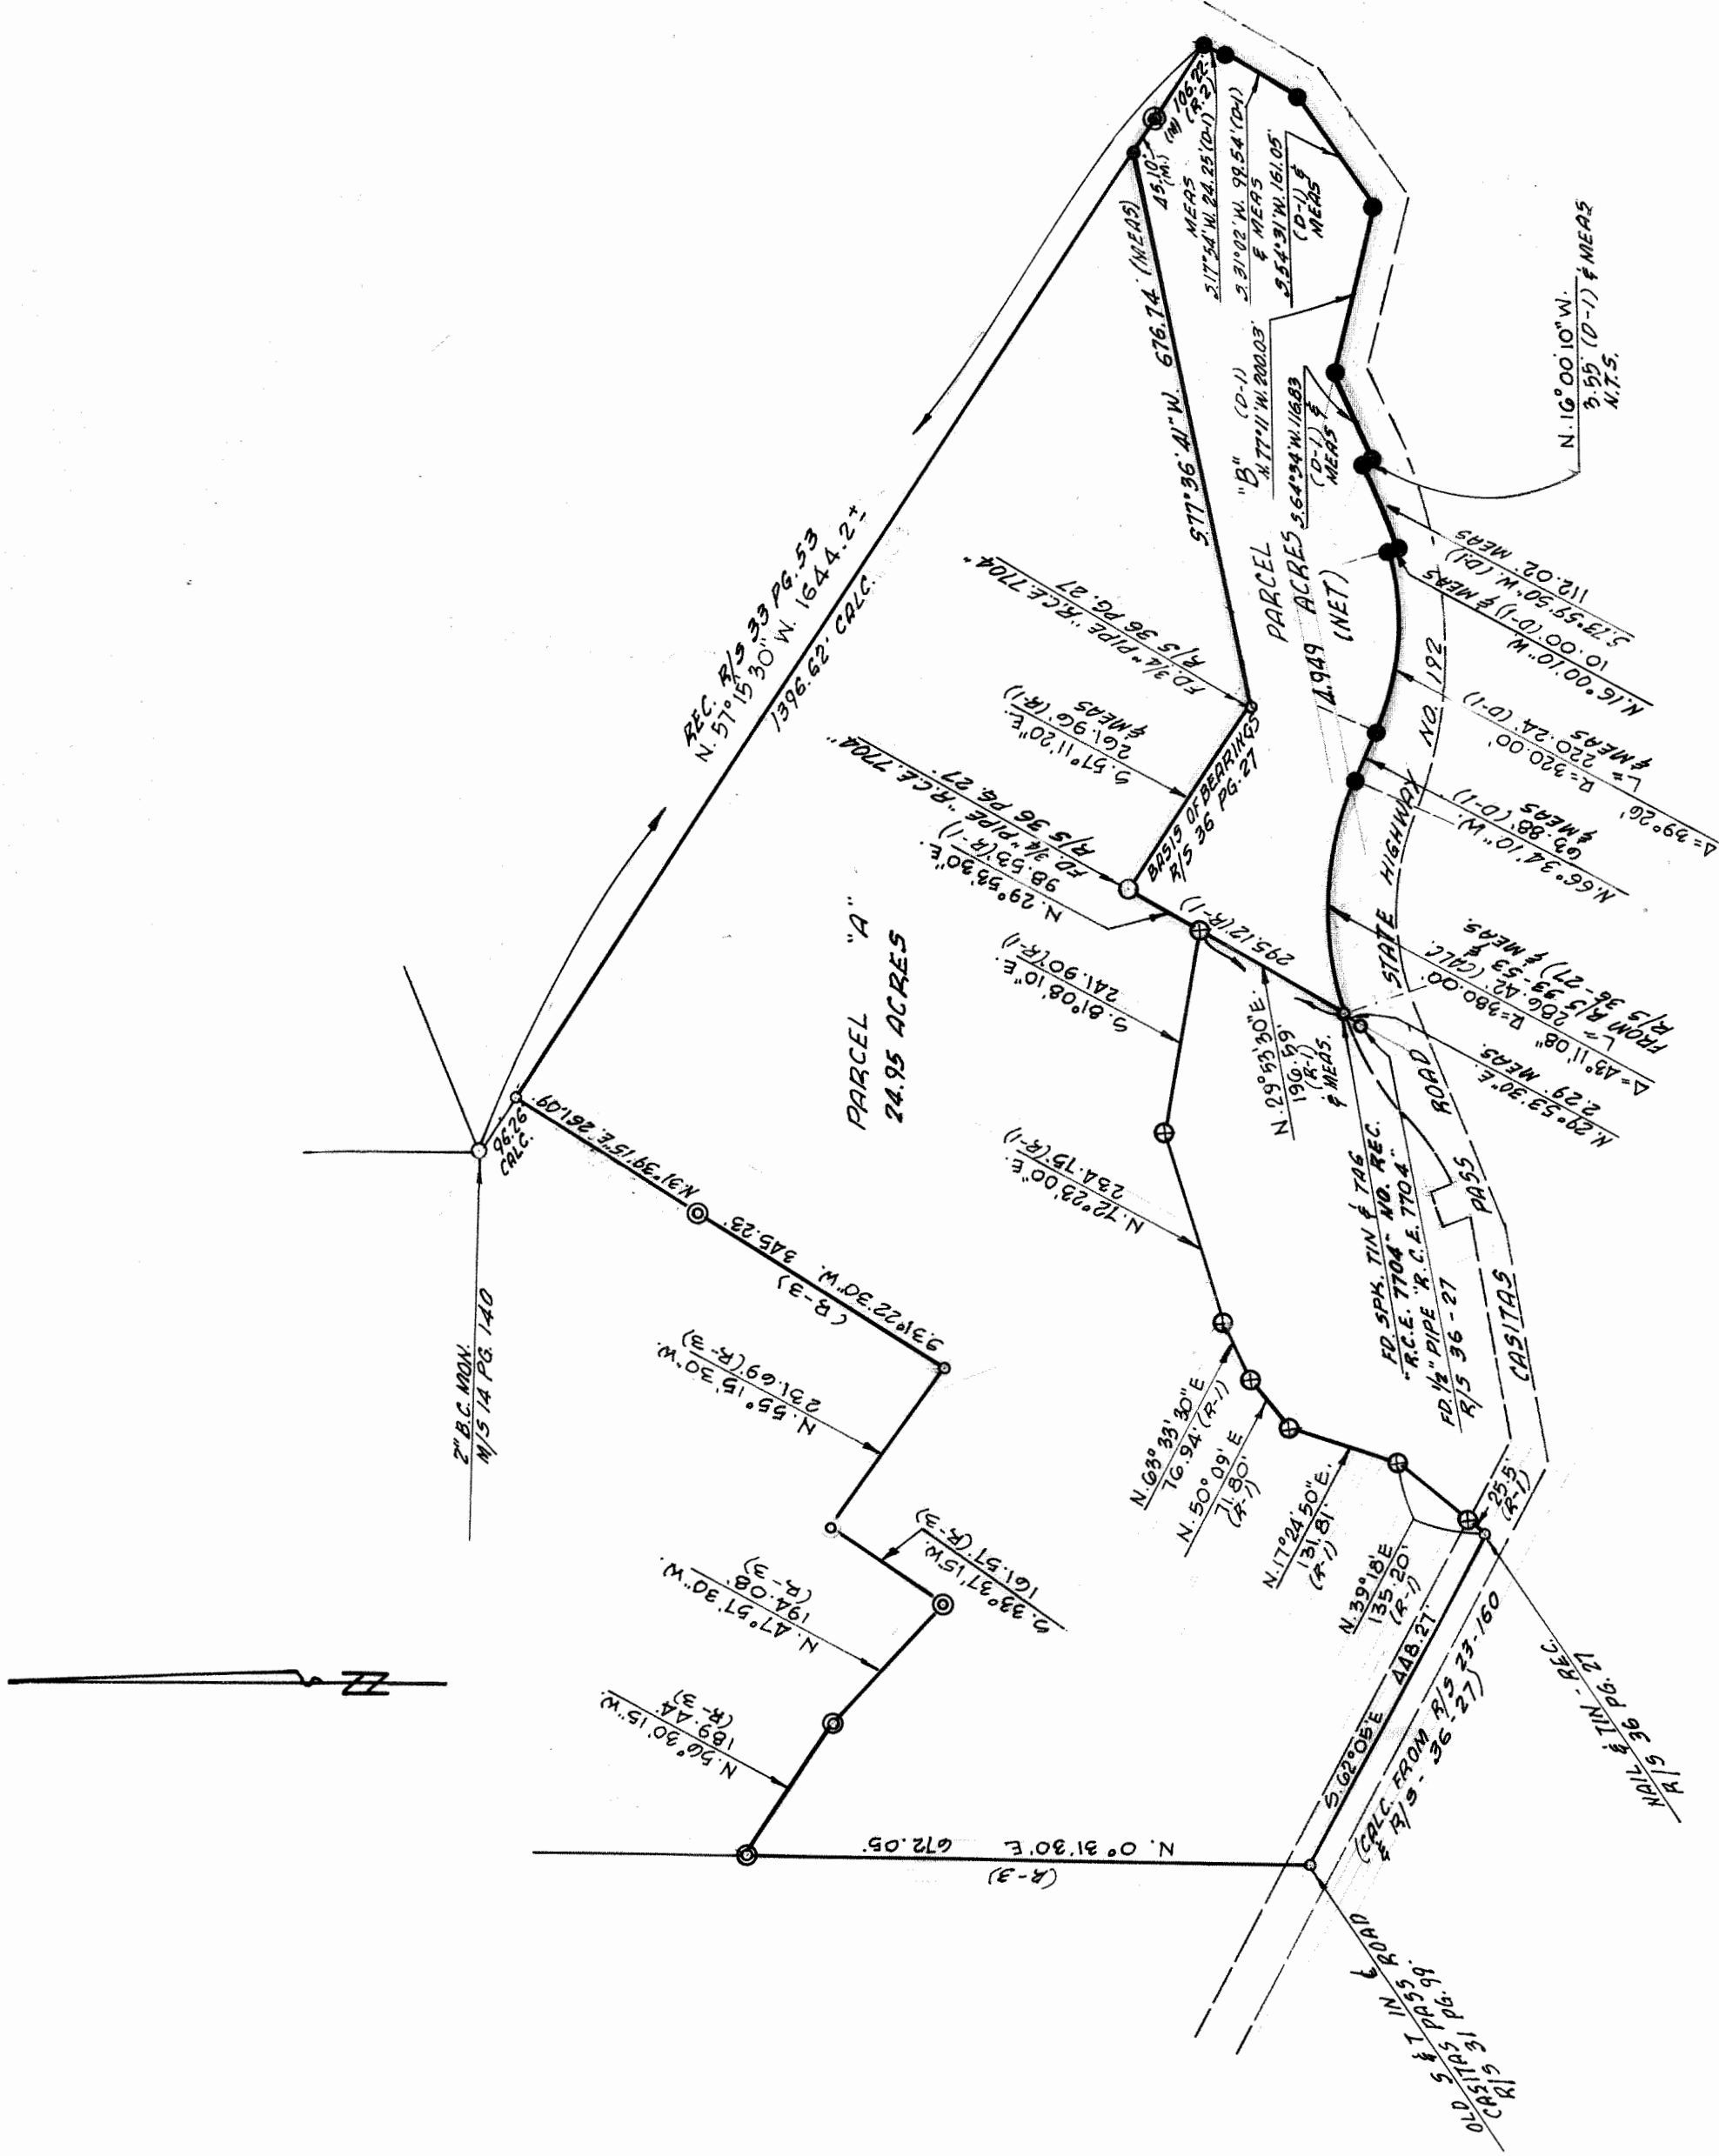 2" B.C. MON.
M/S 14 PG. 140
96.26
CALC.
REC. R/S 33 PG. 53
N. 57° 15' 30" W. 1644.2±
1396.62' CALC.
N.31°39'15"E. 261.09'
S.31°22'30"W. 345.23'
(R-3)
N. 55° 15' 30" W.
231.69' (R-3)
S. 33° 37' 15" W.
161.57' (R-3)
N. 47° 57' 30" W.
194.08'
(R-3)
N. 56° 30' 15" W.
189.44'
(R-3)
N. 0° 31' 30" E 672.05'
(R-3)
PARCEL "A"
24.95 ACRES
45.10'
(M.)
(M) 106.22'
(R.2)
MEAS
S.17°54'W. 24.25'(D-1)
S. 31°02'W. 99.54'(D-1)
& MEAS
S.54°31'W. 161.05'
(D-1) &
MEAS
S.77°36'41"W. 676.74' (MEAS)
PARCEL "B"
4.949 ACRES
(NET)
(D-1)
N.77°11'W. 200.03'
S.64°34'W. 116.83
(D-1) &
MEAS
N. 16° 00' 10" W.
3.55' (D-1) & MEAS
N.T.S.
S.73°59'50"W. (D.1)
112.02' MEAS
N.16°00'10"W
10.00' (D-1) & MEAS
Δ=39°26'
R=320.00'
L= 220.24' (D-1)
& MEAS
N.66°34'10"W.
63.88' (D-1)
& MEAS
Δ=43°11'08"
R=380.00'
L= 286.42' (CALC.
FROM R/S 93-53 &
R/S 36-27) & MEAS.
N.29°53'30"E.
2.29' MEAS.
FD 3/4" PIPE "R.C.E. 7704"
R/S 36 PG. 27
S.57° 11' 20" E.
261.96' (R-1)
& MEAS
BASIS OF BEARINGS
R/S 36 PG. 27
FD 3/4" PIPE "R.C.E. 7704"
R/S 36 PG. 27
N. 29° 53' 30" E.
98.53' (R-1)
295.12' (R-1)
N.29°53'30"E.
196.59'
(R-1)
& MEAS.
S.81°08'10"E.
241.90' (R-1)
N.72°23'00"E.
234.75' (R-1)
N.63° 33' 30" E
76.94' (R-1)
N.50° 09' E
71.80'
(R-1)
N.17°24'50"E.
131.81'
(R-1)
N.39°18'E
135.20'
(R-1)
25.5'
(R-1)
FD. SPK. TIN & TAG
"R.C.E. 7704" NO. REC.
FD. 1/2" PIPE "R.C.E. 7704"
R/S 36-27
STATE HIGHWAY NO. 192
CASITAS PASS ROAD
S.62°05'E 448.27'
(CALC. FROM R/S 23-160
& R/S - 36-27)
NAIL & TIN - REC.
R/S 36 PG. 27
OLD S & T IN ℄
CASITAS PASS ROAD
R/S 31 PG. 99
N